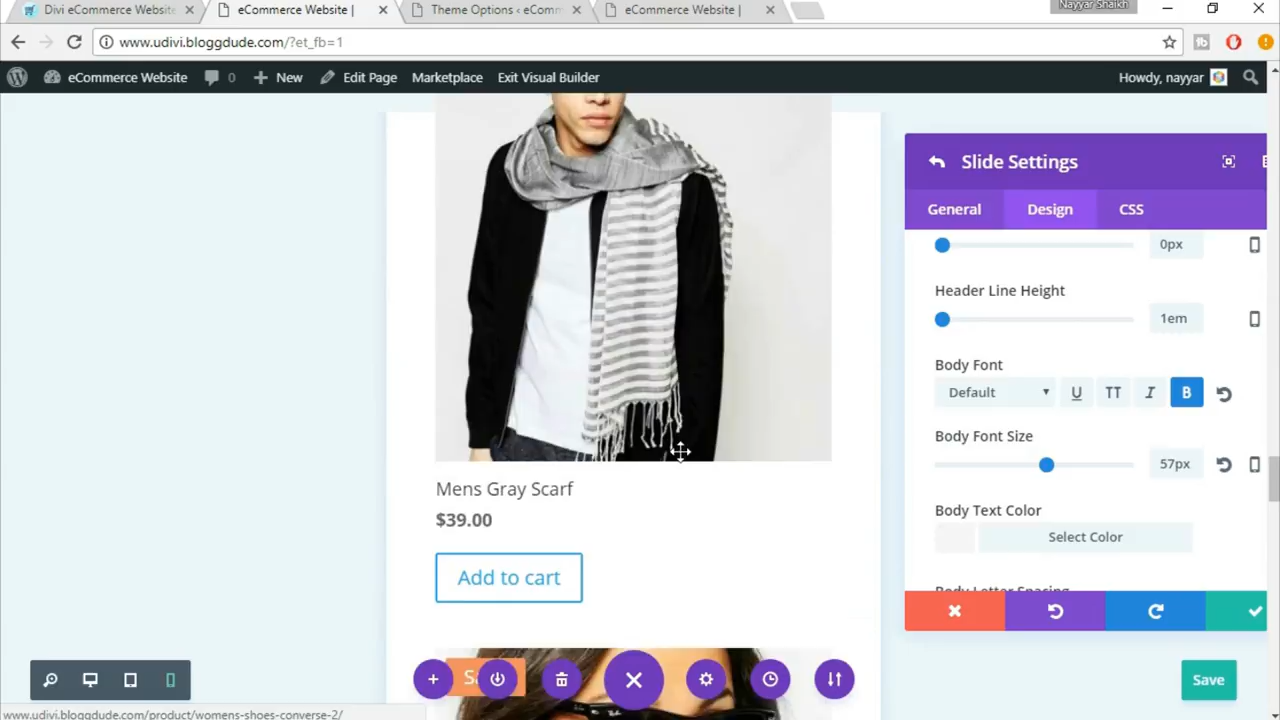 Divi eCommerce Website
eCommerce Website |
Theme Options ‹ eComm
eCommerce Website |
Nayyar Shaikh
www.udivi.bloggdude.com/?et_fb=1
eCommerce Website
0
New
Edit Page
Marketplace
Exit Visual Builder
Howdy, nayyar
Slide Settings
General
Design
CSS
0px
Header Line Height
1em
Body Font
Default
U
TT
I
B
Body Font Size
57px
Body Text Color
Select Color
Body Letter Spacing
Mens Gray Scarf
$39.00
Add to cart
Save
www.udivi.bloggdude.com/product/womens-shoes-converse-2/